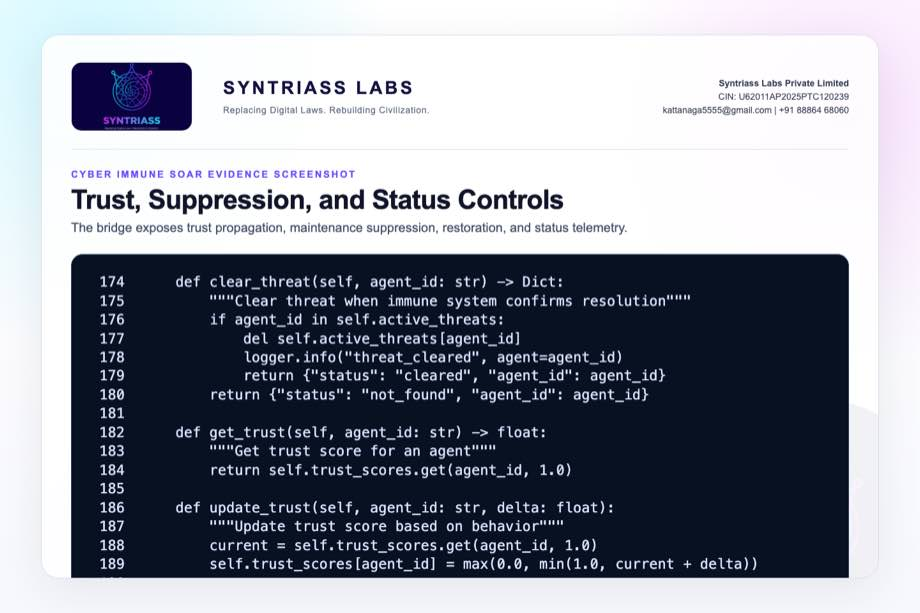 SYNTRIASS
SYNTRIASS LABS
Replacing Digital Laws. Rebuilding Civilization.
Syntriass Labs Private Limited
CIN: U62011AP2025PTC120239
kattanaga5555@gmail.com | +91 88864 68060
CYBER IMMUNE SOAR EVIDENCE SCREENSHOT
Trust, Suppression, and Status Controls
The bridge exposes trust propagation, maintenance suppression, restoration, and status telemetry.
174     def clear_threat(self, agent_id: str) -> Dict:
175         """Clear threat when immune system confirms resolution"""
176         if agent_id in self.active_threats:
177             del self.active_threats[agent_id]
178             logger.info("threat_cleared", agent=agent_id)
179             return {"status": "cleared", "agent_id": agent_id}
180         return {"status": "not_found", "agent_id": agent_id}
181
182     def get_trust(self, agent_id: str) -> float:
183         """Get trust score for an agent"""
184         return self.trust_scores.get(agent_id, 1.0)
185
186     def update_trust(self, agent_id: str, delta: float):
187         """Update trust score based on behavior"""
188         current = self.trust_scores.get(agent_id, 1.0)
189         self.trust_scores[agent_id] = max(0.0, min(1.0, current + delta))